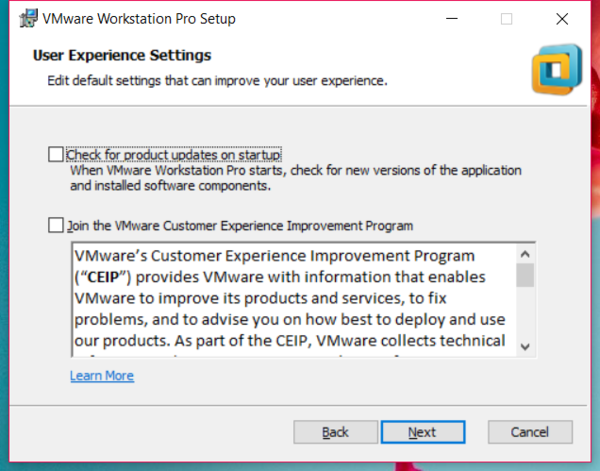 VMware Workstation Pro Setup
User Experience Settings
Edit default settings that can improve your user experience.
Check for product updates on startup
When VMware Workstation Pro starts, check for new versions of the application
and installed software components.
Join the VMware Customer Experience Improvement Program
VMware's Customer Experience Improvement Program
("CEIP") provides VMware with information that enables
VMware to improve its products and services, to fix
problems, and to advise you on how best to deploy and use
our products. As part of the CEIP, VMware collects technical
Learn More
Back
Next
Cancel